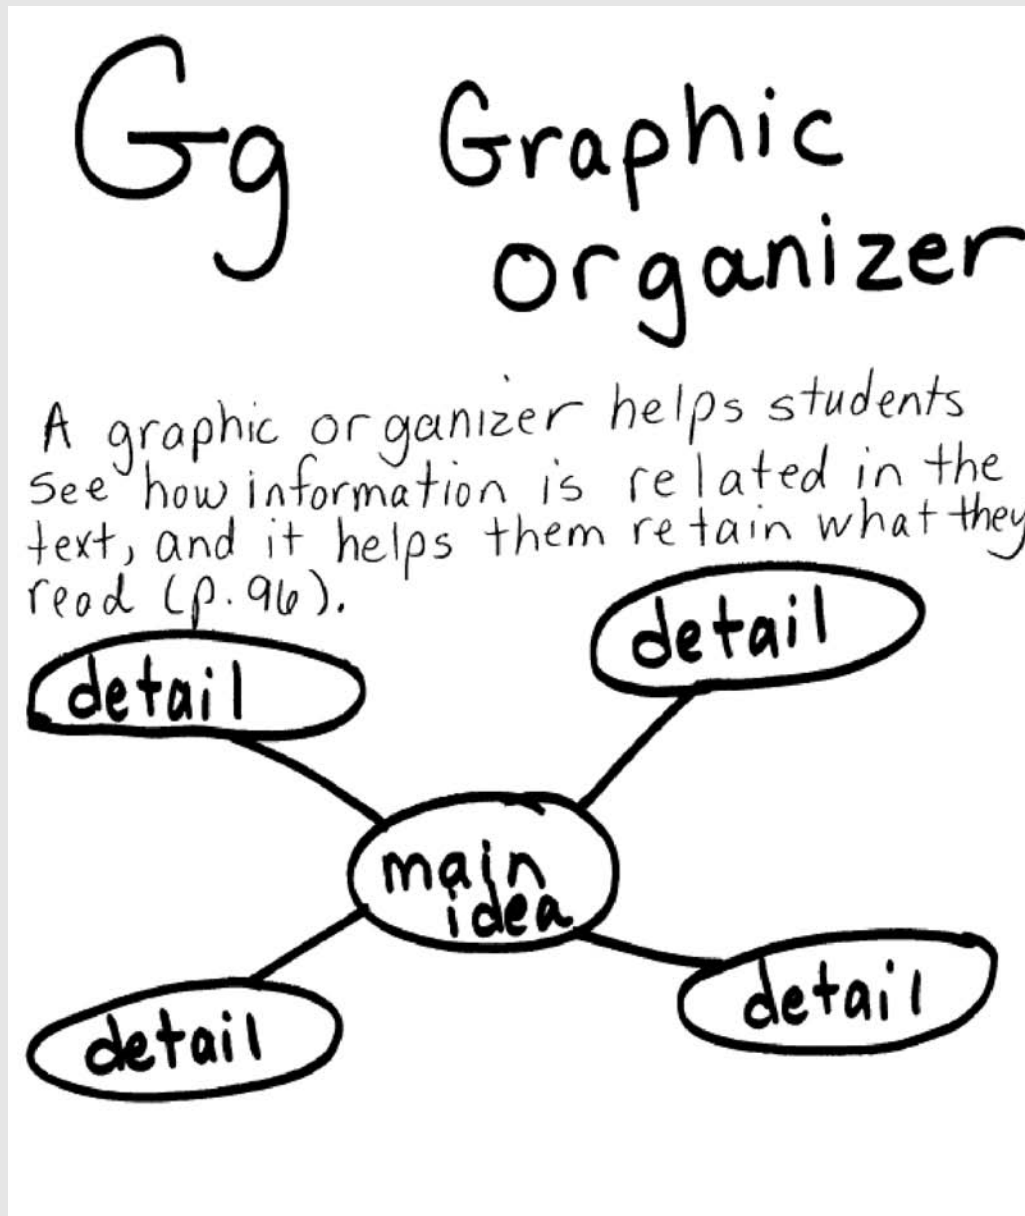 Gg Graphic
organizer
A graphic organizer helps students
see how information is related in the
text, and it helps them retain what they
read (p.96).
detail
detail
main
idea
detail
detail